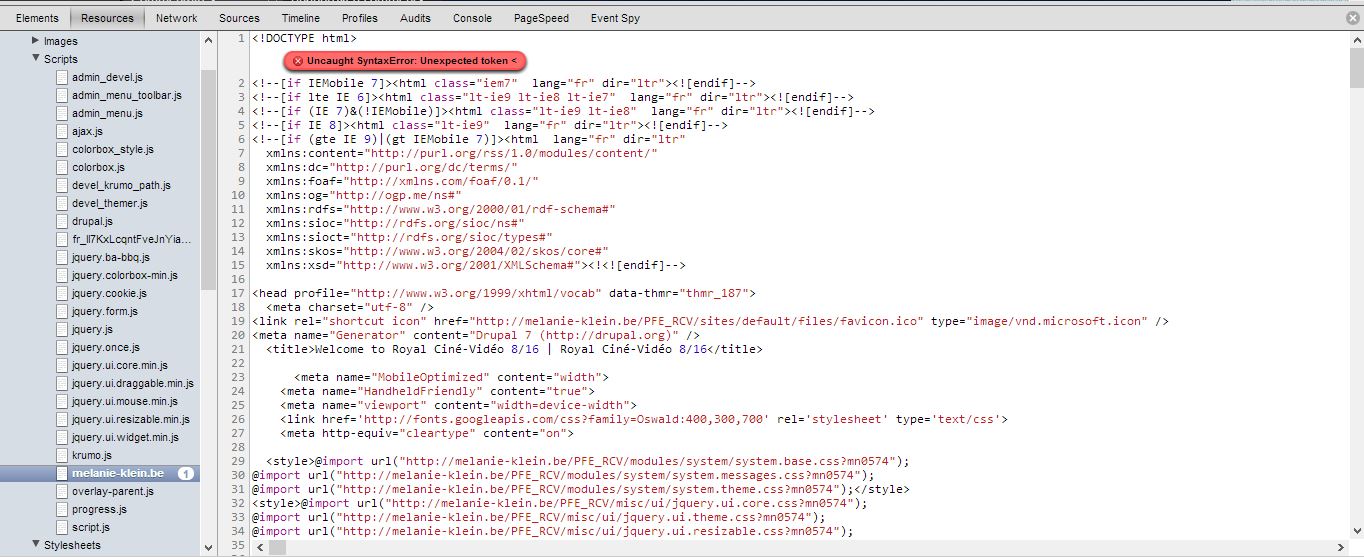 Elements Resources Network Sources Timeline Profiles Audits Console PageSpeed Event Spy
Images
Scripts
admin_devel.js
admin_menu_toolbar.js
admin_menu.js
ajax.js
colorbox_style.js
colorbox.js
devel_krumo_path.js
devel_themer.js
drupal.js
fr_Il7KxLcqntFveJnYia...
jquery.ba-bbq.js
jquery.colorbox-min.js
jquery.cookie.js
jquery.form.js
jquery.js
jquery.once.js
jquery.ui.core.min.js
jquery.ui.draggable.min.js
jquery.ui.mouse.min.js
jquery.ui.resizable.min.js
jquery.ui.widget.min.js
krumo.js
melanie-klein.be 1
overlay-parent.js
progress.js
script.js
Stylesheets
1 <!DOCTYPE html>
Uncaught SyntaxError: Unexpected token <
2 <!--[if IEMobile 7]><html class="iem7"  lang="fr" dir="ltr"><![endif]-->
3 <!--[if lte IE 6]><html class="lt-ie9 lt-ie8 lt-ie7"  lang="fr" dir="ltr"><![endif]-->
4 <!--[if (IE 7)&(!IEMobile)]><html class="lt-ie9 lt-ie8"  lang="fr" dir="ltr"><![endif]-->
5 <!--[if IE 8]><html class="lt-ie9"  lang="fr" dir="ltr"><![endif]-->
6 <!--[if (gte IE 9)|(gt IEMobile 7)]><html  lang="fr" dir="ltr"
7   xmlns:content="http://purl.org/rss/1.0/modules/content/"
8   xmlns:dc="http://purl.org/dc/terms/"
9   xmlns:foaf="http://xmlns.com/foaf/0.1/"
10   xmlns:og="http://ogp.me/ns#"
11   xmlns:rdfs="http://www.w3.org/2000/01/rdf-schema#"
12   xmlns:sioc="http://rdfs.org/sioc/ns#"
13   xmlns:sioct="http://rdfs.org/sioc/types#"
14   xmlns:skos="http://www.w3.org/2004/02/skos/core#"
15   xmlns:xsd="http://www.w3.org/2001/XMLSchema#"><!<![endif]-->
16
17 <head profile="http://www.w3.org/1999/xhtml/vocab" data-thmr="thmr_187">
18   <meta charset="utf-8" />
19 <link rel="shortcut icon" href="http://melanie-klein.be/PFE_RCV/sites/default/files/favicon.ico" type="image/vnd.microsoft.icon" />
20 <meta name="Generator" content="Drupal 7 (http://drupal.org)" />
21   <title>Welcome to Royal Ciné-Vidéo 8/16 | Royal Ciné-Vidéo 8/16</title>
22
23       <meta name="MobileOptimized" content="width">
24     <meta name="HandheldFriendly" content="true">
25     <meta name="viewport" content="width=device-width">
26     <link href='http://fonts.googleapis.com/css?family=Oswald:400,300,700' rel='stylesheet' type='text/css'>
27     <meta http-equiv="cleartype" content="on">
28
29   <style>@import url("http://melanie-klein.be/PFE_RCV/modules/system/system.base.css?mn0574");
30 @import url("http://melanie-klein.be/PFE_RCV/modules/system/system.messages.css?mn0574");
31 @import url("http://melanie-klein.be/PFE_RCV/modules/system/system.theme.css?mn0574");</style>
32 <style>@import url("http://melanie-klein.be/PFE_RCV/misc/ui/jquery.ui.core.css?mn0574");
33 @import url("http://melanie-klein.be/PFE_RCV/misc/ui/jquery.ui.theme.css?mn0574");
34 @import url("http://melanie-klein.be/PFE_RCV/misc/ui/jquery.ui.resizable.css?mn0574");
35